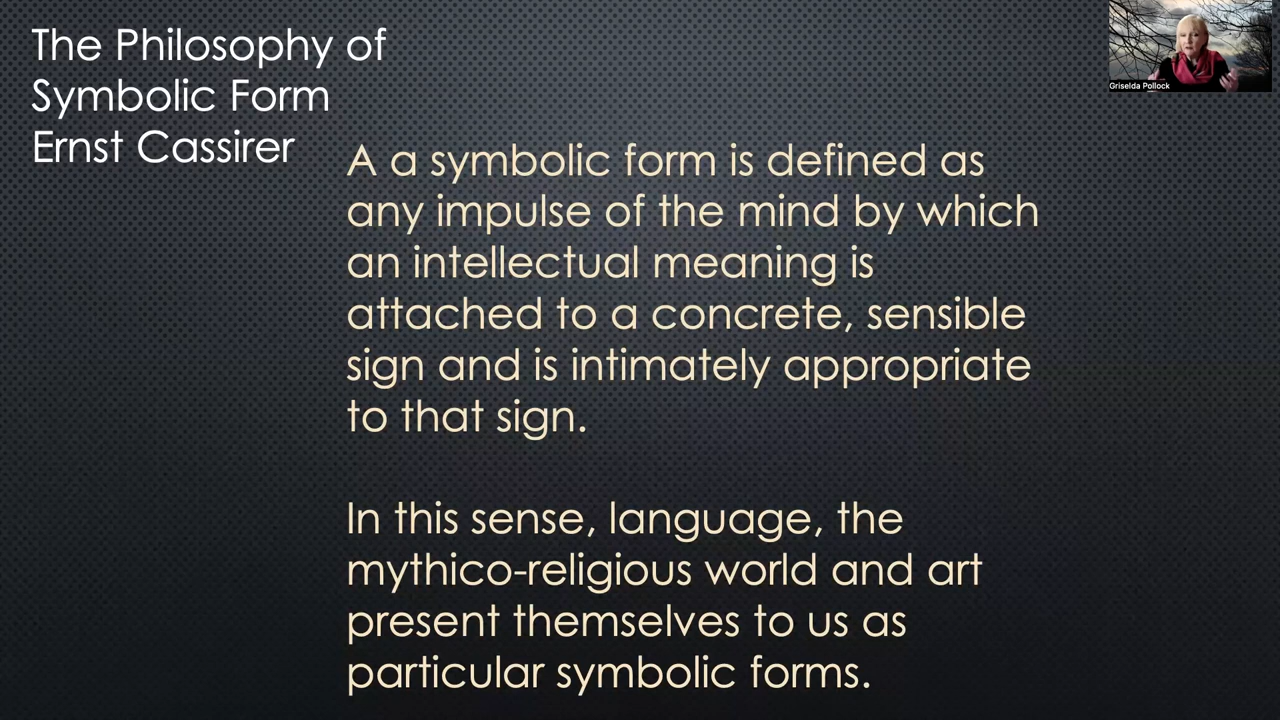 The Philosophy of
Symbolic Form
Ernst Cassirer
A a symbolic form is defined as
any impulse of the mind by which
an intellectual meaning is
attached to a concrete, sensible
sign and is intimately appropriate
to that sign.
In this sense, language, the
mythico-religious world and art
present themselves to us as
particular symbolic forms.
Griselda Pollock